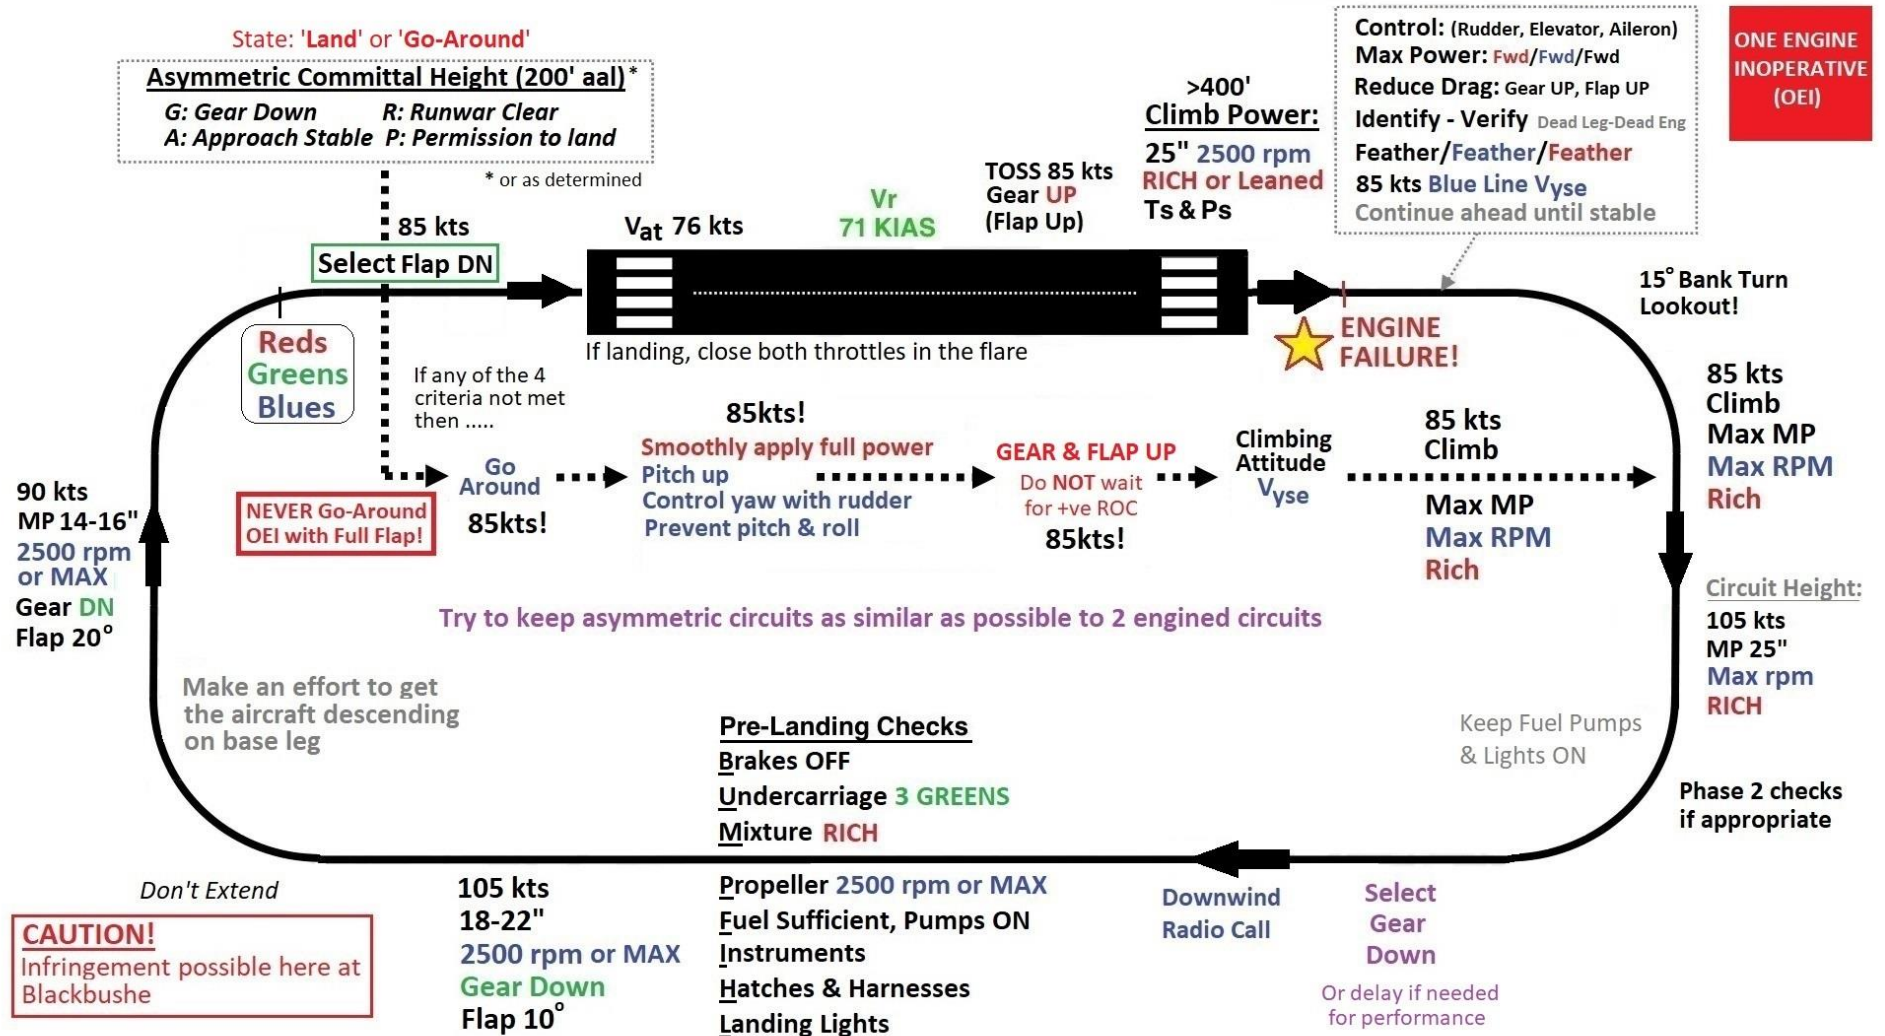 State: 'Land' or 'Go-Around'
Asymmetric Committal Height (200' aal)*
G: Gear Down R: Runwar Clear
A: Approach Stable P: Permission to land
* or as determined
85 kts
Select Flap DN
Vat 76 kts
Vr
71 KIAS
TOSS 85 kts
Gear UP
(Flap Up)
>400'
Climb Power:
25" 2500 rpm
RICH or Leaned
Ts & Ps
Control: (Rudder, Elevator, Aileron)
Max Power: Fwd/Fwd/Fwd
Reduce Drag: Gear UP, Flap UP
Identify - Verify Dead Leg-Dead Eng
Feather/Feather/Feather
85 kts Blue Line Vyse
Continue ahead until stable
ONE ENGINE
INOPERATIVE
(OEI)
15° Bank Turn
Lookout!
Reds
Greens
Blues
If landing, close both throttles in the flare
ENGINE
FAILURE!
If any of the 4
criteria not met
then .....
Go
Around
85kts!
85kts!
Smoothly apply full power
Pitch up
Control yaw with rudder
Prevent pitch & roll
GEAR & FLAP UP
Do NOT wait
for +ve ROC
85kts!
Climbing
Attitude
Vyse
85 kts
Climb
Max MP
Max RPM
Rich
85 kts
Climb
Max MP
Max RPM
Rich
NEVER Go-Around
OEI with Full Flap!
90 kts
MP 14-16"
2500 rpm
or MAX
Gear DN
Flap 20°
Try to keep asymmetric circuits as similar as possible to 2 engined circuits
Circuit Height:
105 kts
MP 25"
Max rpm
RICH
Make an effort to get
the aircraft descending
on base leg
Keep Fuel Pumps
& Lights ON
Phase 2 checks
if appropriate
Pre-Landing Checks
Brakes OFF
Undercarriage 3 GREENS
Mixture RICH
Propeller 2500 rpm or MAX
Fuel Sufficient, Pumps ON
Instruments
Hatches & Harnesses
Landing Lights
Downwind
Radio Call
Select
Gear
Down
Or delay if needed
for performance
105 kts
18-22"
2500 rpm or MAX
Gear Down
Flap 10°
Don't Extend
CAUTION!
Infringement possible here at
Blackbushe